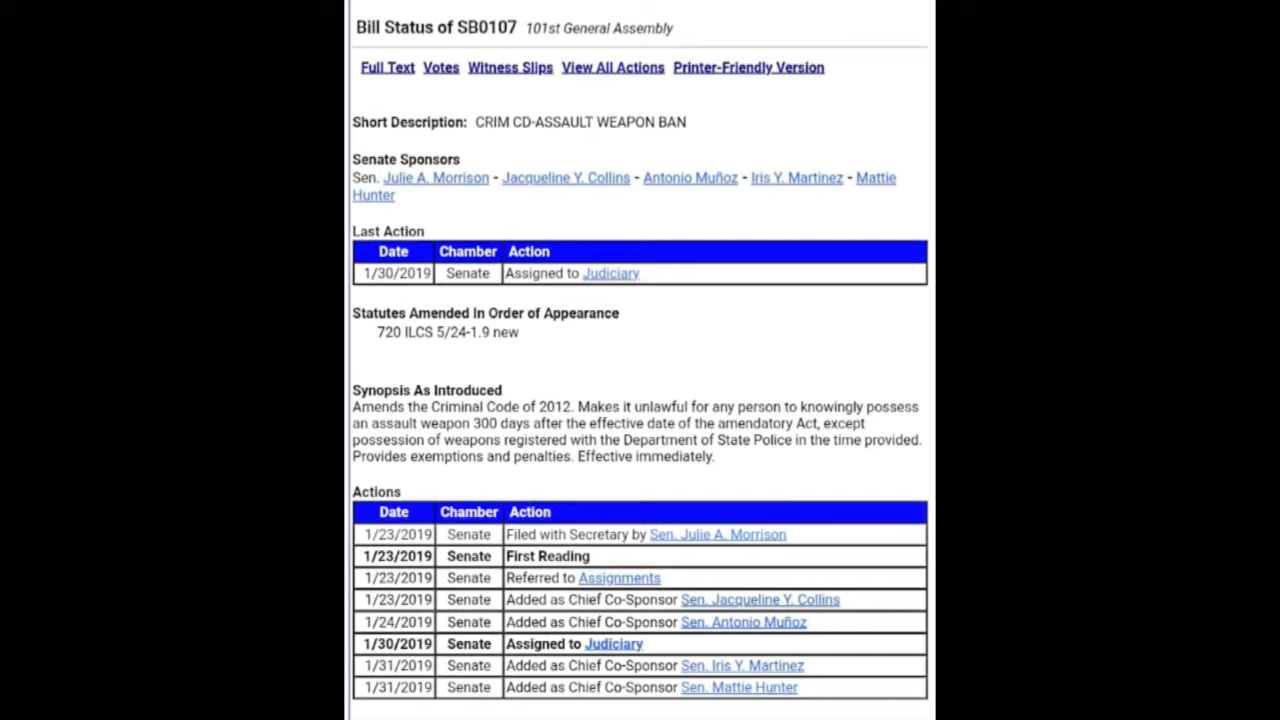 Bill Status of SB0107 101st General Assembly
Full Text Votes Witness Slips View All Actions Printer-Friendly Version
Short Description: CRIM CD-ASSAULT WEAPON BAN
Senate Sponsors
Sen. Julie A. Morrison - Jacqueline Y. Collins - Antonio Muñoz - Iris Y. Martinez - Mattie
Hunter
Last Action
Date Chamber Action
1/30/2019 Senate Assigned to Judiciary
Statutes Amended In Order of Appearance
720 ILCS 5/24-1.9 new
Synopsis As Introduced
Amends the Criminal Code of 2012. Makes it unlawful for any person to knowingly possess
an assault weapon 300 days after the effective date of the amendatory Act, except
possession of weapons registered with the Department of State Police in the time provided.
Provides exemptions and penalties. Effective immediately.
Actions
Date Chamber Action
1/23/2019 Senate Filed with Secretary by Sen. Julie A. Morrison
1/23/2019 Senate First Reading
1/23/2019 Senate Referred to Assignments
1/23/2019 Senate Added as Chief Co-Sponsor Sen. Jacqueline Y. Collins
1/24/2019 Senate Added as Chief Co-Sponsor Sen. Antonio Muñoz
1/30/2019 Senate Assigned to Judiciary
1/31/2019 Senate Added as Chief Co-Sponsor Sen. Iris Y. Martinez
1/31/2019 Senate Added as Chief Co-Sponsor Sen. Mattie Hunter